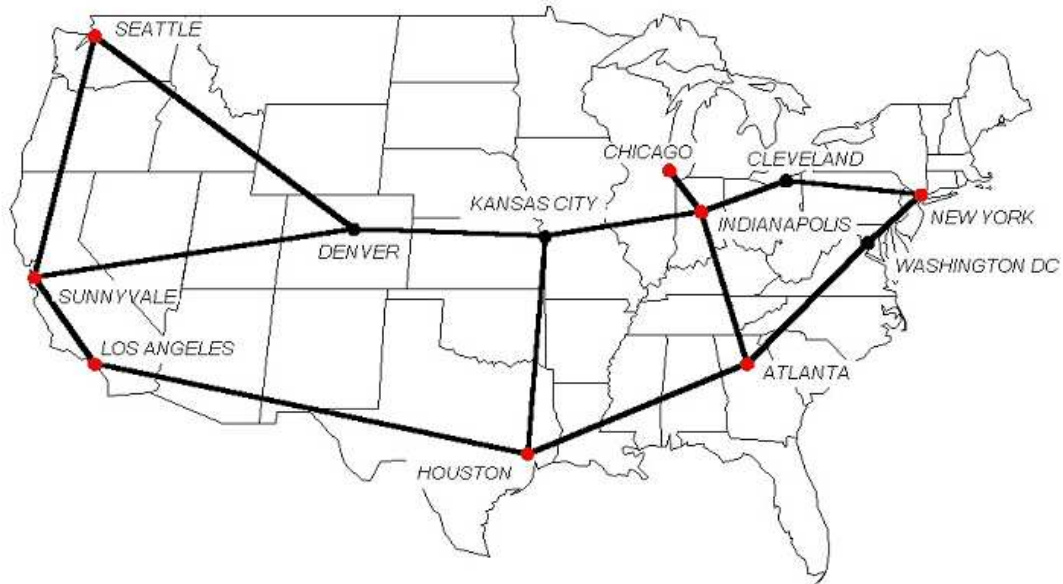 SEATTLE
CHICAGO
CLEVELAND
KANSAS CITY
NEW YORK
INDIANAPOLIS
DENVER
WASHINGTON DC
SUNNYVALE
LOS ANGELES
ATLANTA
HOUSTON